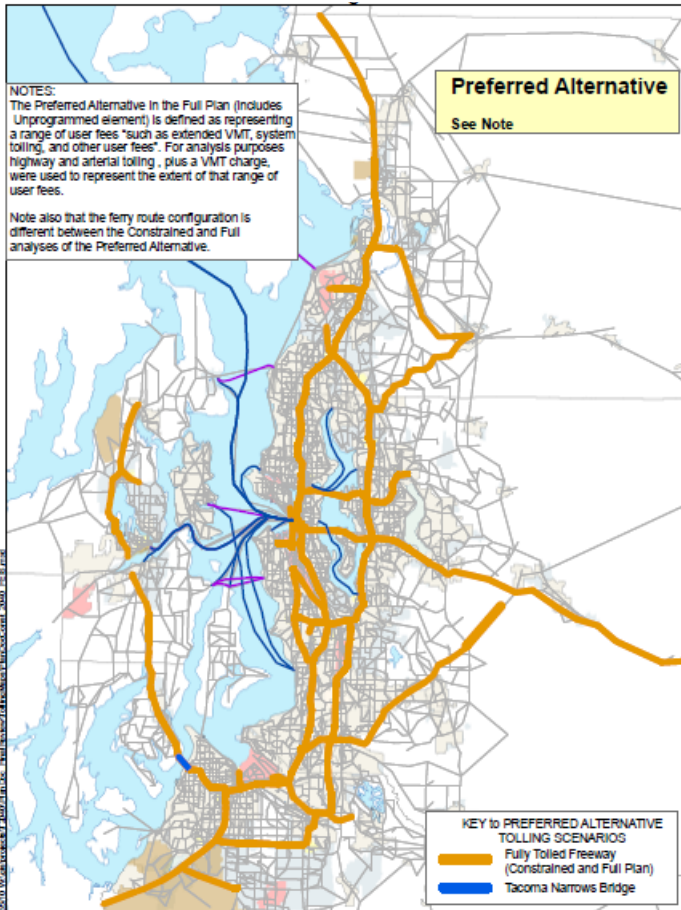 NOTES:
The Preferred Alternative in the Full Plan (includes
Unprogrammed element) is defined as representing
a range of user fees "such as extended VMT, system
tolling, and other user fees". For analysis purposes
highway and arterial tolling , plus a VMT charge,
were used to represent the extent of that range of
user fees.
Note also that the ferry route configuration is
different between the Constrained and Full
analyses of the Preferred Alternative.
Preferred Alternative
See Note
KEY to PREFERRED ALTERNATIVE
TOLLING SCENARIOS
Fully Tolled Freeway
(Constrained and Full Plan)
Tacoma Narrows Bridge